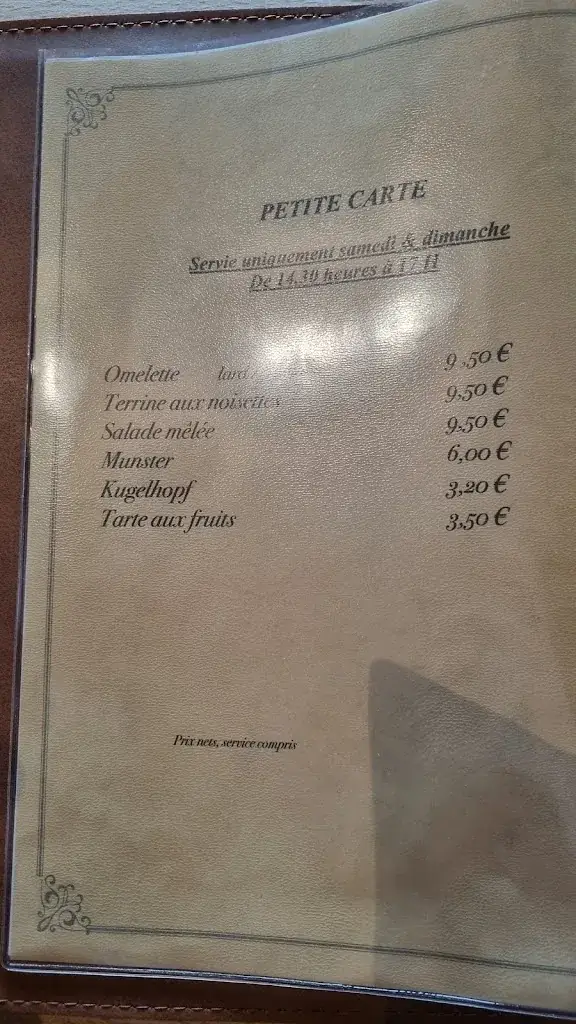 PETITE CARTE
Servie uniquement samedi & dimanche
De 14.30 heures à 17 H
Omelette lard 9,50 €
Terrine aux noisettes 9,50 €
Salade mêlée 9,50 €
Munster 6,00 €
Kugelhopf 3,20 €
Tarte aux fruits 3,50 €
Prix nets, service compris